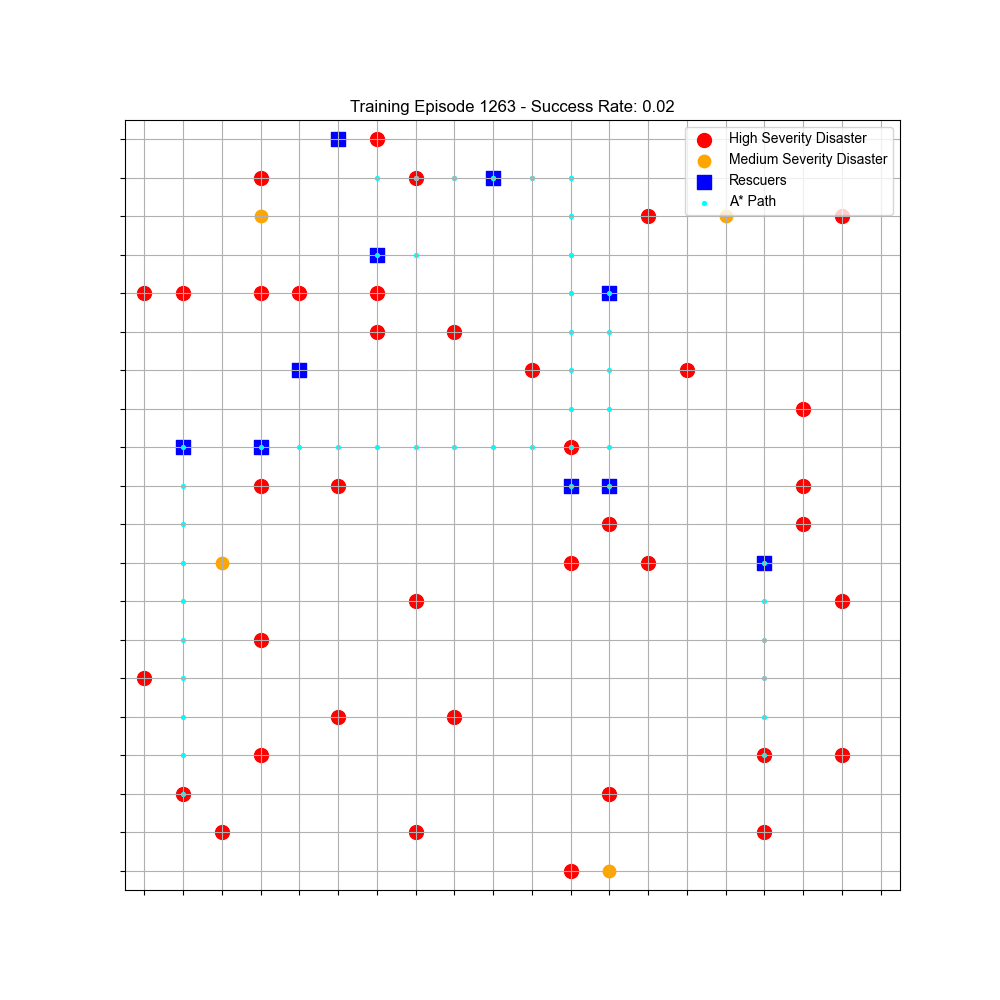 Training Episode 1263 - Success Rate: 0.02
High Severity Disaster
Medium Severity Disaster
Rescuers
A* Path